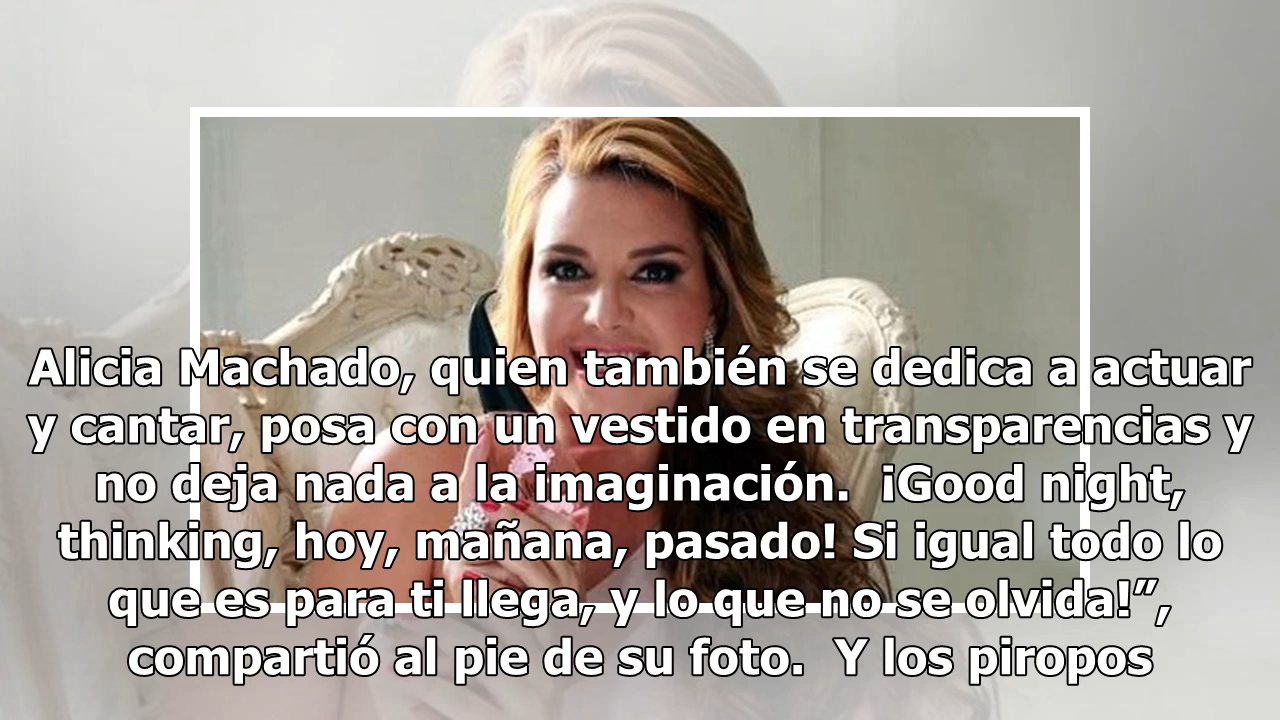 Alicia Machado, quien también se dedica a actuar
y cantar, posa con un vestido en transparencias y
no deja nada a la imaginación.  ¡Good night,
thinking, hoy, mañana, pasado! Si igual todo lo
que es para ti llega, y lo que no se olvida!”,
compartió al pie de su foto.  Y los piropos